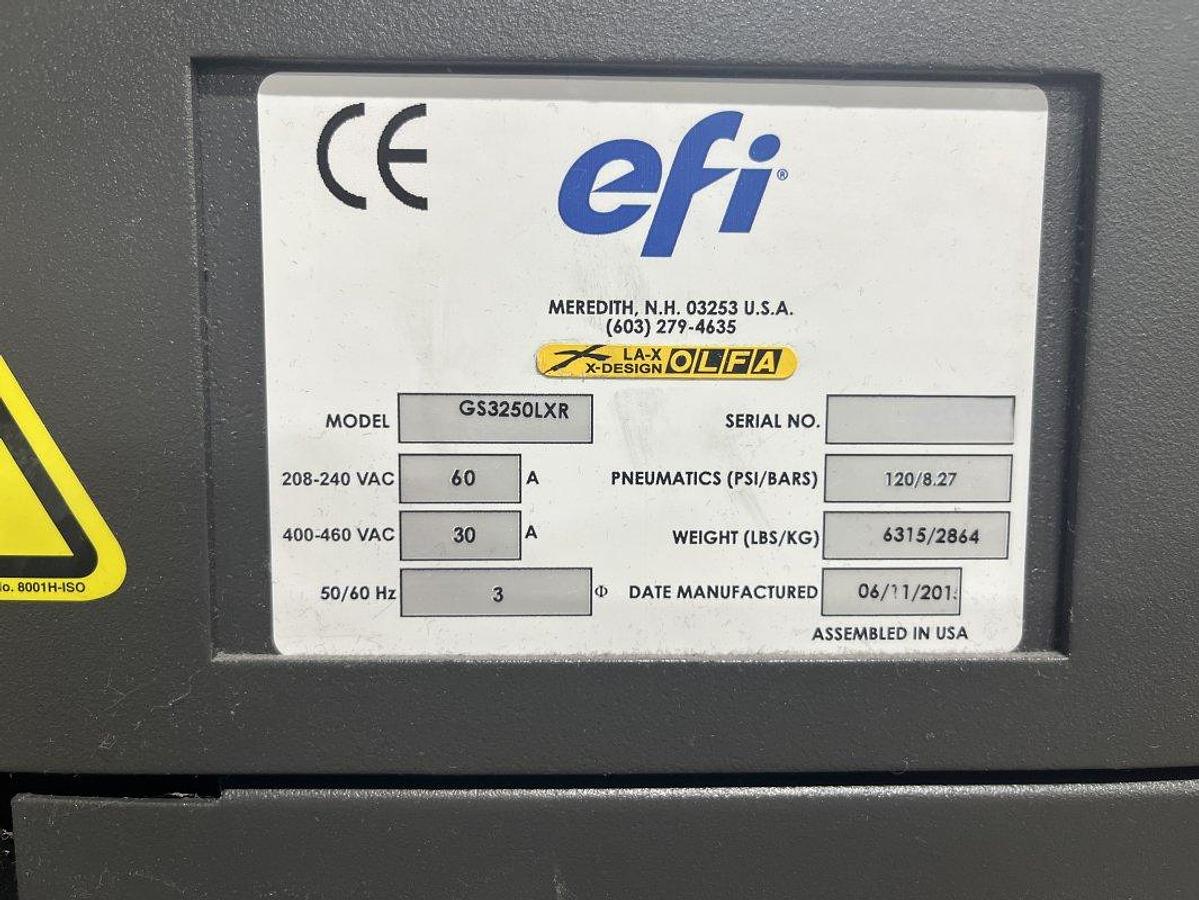 CE
efi®
MEREDITH, N.H. 03253 U.S.A.
(603) 279-4635
LA-X
X-DESIGN OLFA
MODEL GS3250LXR SERIAL NO.
208-240 VAC 60 A PNEUMATICS (PSI/BARS) 120/8.27
400-460 VAC 30 A WEIGHT (LBS/KG) 6315/2864
50/60 Hz 3 Φ DATE MANUFACTURED
ASSEMBLED IN USA
8001H-ISO